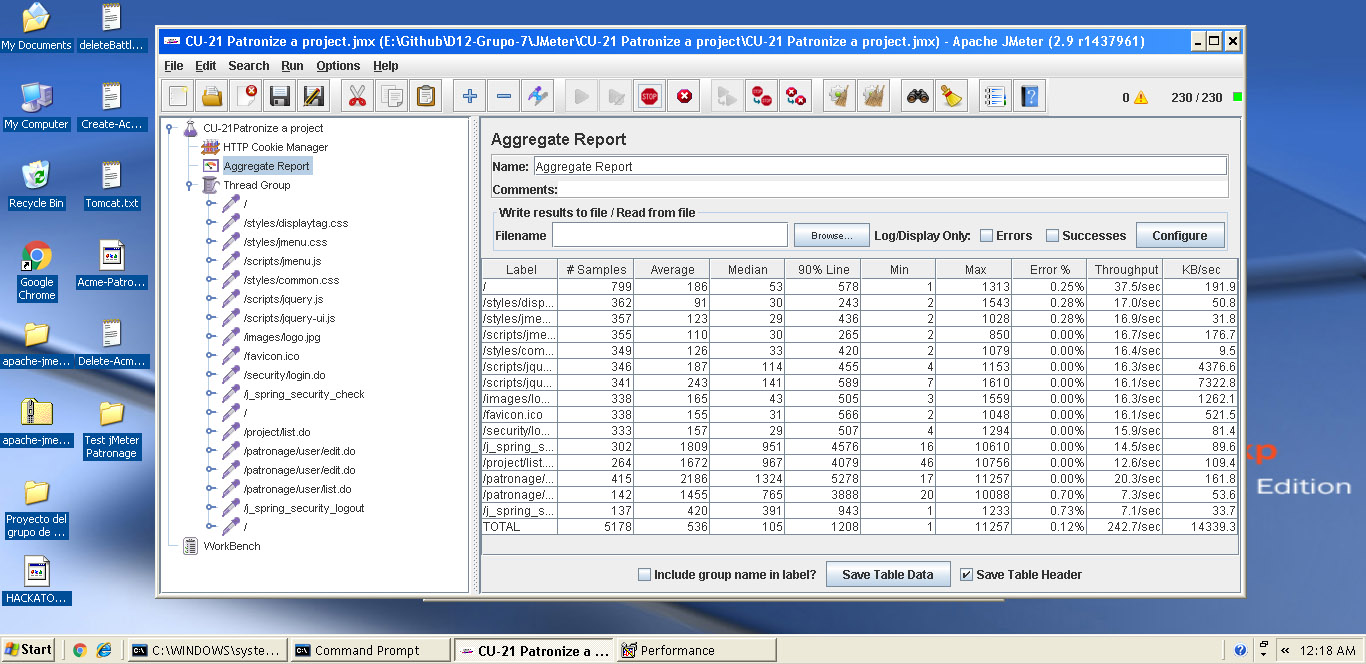 My Documents
deleteBattl...
My Computer
Create-Ac...
Recycle Bin
Tomcat.txt
Google Chrome
Acme-Patro...
apache-jme...
Delete-Acm...
apache-jme...
Test jMeter Patronage
Proyecto del grupo de ...
HACKATO...
CU-21 Patronize a project.jmx (E:\Github\D12-Grupo-7\JMeter\CU-21 Patronize a project\CU-21 Patronize a project.jmx) - Apache JMeter (2.9 r1437961)
File Edit Search Run Options Help
STOP
0 230 / 230
CU-21Patronize a project
HTTP Cookie Manager
Aggregate Report
Thread Group
/
/styles/displaytag.css
/styles/jmenu.css
/scripts/jmenu.js
/styles/common.css
/scripts/jquery.js
/scripts/jquery-ui.js
/images/logo.jpg
/favicon.ico
/security/login.do
/j_spring_security_check
/
/project/list.do
/patronage/user/edit.do
/patronage/user/edit.do
/patronage/user/list.do
/j_spring_security_logout
/
WorkBench
Aggregate Report
Name: Aggregate Report
Comments:
Write results to file / Read from file
Filename Browse... Log/Display Only: Errors Successes Configure
Label # Samples Average Median 90% Line Min Max Error % Throughput KB/sec
/ 799 186 53 578 1 1313 0.25% 37.5/sec 191.9
/styles/disp... 362 91 30 243 2 1543 0.28% 17.0/sec 50.8
/styles/jme... 357 123 29 436 2 1028 0.28% 16.9/sec 31.8
/scripts/jme... 355 110 30 265 2 850 0.00% 16.7/sec 176.7
/styles/com... 349 126 33 420 2 1079 0.00% 16.4/sec 9.5
/scripts/jqu... 346 187 114 455 4 1153 0.00% 16.3/sec 4376.6
/scripts/jqu... 341 243 141 589 7 1610 0.00% 16.1/sec 7322.8
/images/lo... 338 165 43 505 3 1559 0.00% 16.3/sec 1262.1
/favicon.ico 338 155 31 566 2 1048 0.00% 16.1/sec 521.5
/security/lo... 333 157 29 507 4 1294 0.00% 15.9/sec 81.4
/j_spring_s... 302 1809 951 4576 16 10610 0.00% 14.5/sec 89.6
/project/list.... 264 1672 967 4079 46 10756 0.00% 12.6/sec 109.4
/patronage/... 415 2186 1324 5278 17 11257 0.00% 20.3/sec 161.8
/patronage/... 142 1455 765 3888 20 10088 0.70% 7.3/sec 53.6
/j_spring_s... 137 420 391 943 1 1233 0.73% 7.1/sec 33.7
TOTAL 5178 536 105 1208 1 11257 0.12% 242.7/sec 14339.3
Include group name in label? Save Table Data Save Table Header
xp
Edition
Start
C:\WINDOWS\syste...
Command Prompt
CU-21 Patronize a ...
Performance
12:18 AM